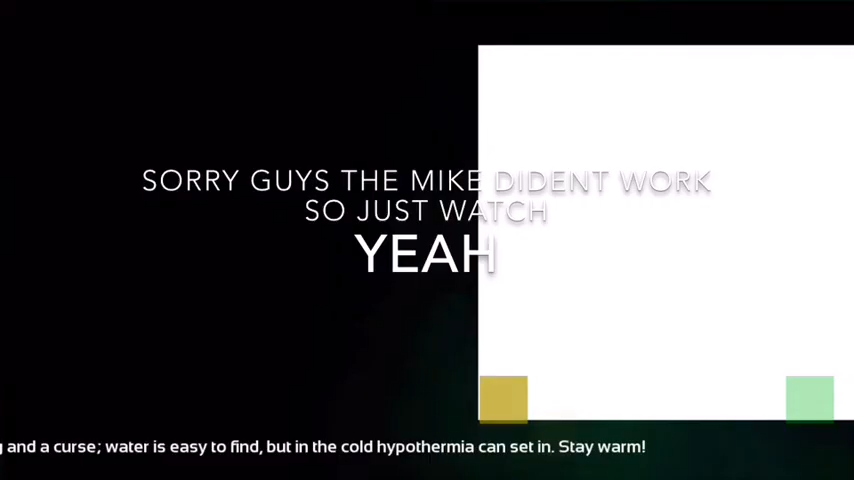 SORRY GUYS THE MIKE DIDENT WORK
SO JUST WATCH
YEAH
and a curse; water is easy to find, but in the cold hypothermia can set in. Stay warm!